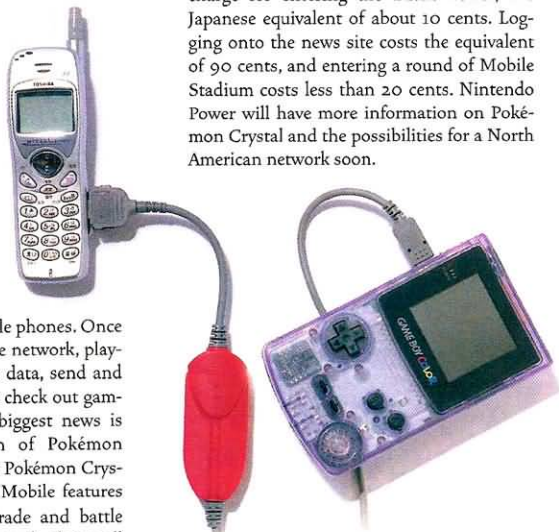 Japanese equivalent of about 10 cents. Log-
ging onto the news site costs the equivalent
of 90 cents, and entering a round of Mobile
Stadium costs less than 20 cents. Nintendo
Power will have more information on Poké-
mon Crystal and the possibilities for a North
American network soon.
TOSHIBA
GAME BOY COLOR
le phones. Once
e network, play-
data, send and
check out gam-
biggest news is
n of Pokémon
Pokémon Crys-
Mobile features
rade and battle